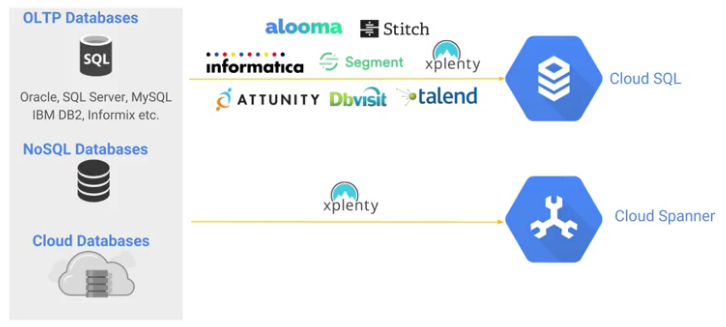 OLTP Databases
SQL
Oracle, SQL Server, MySQL
IBM DB2, Informix etc.
NoSQL Databases
Cloud Databases
alooma Stitch
informatica Segment xplenty
ATTUNITY Dbvisit talend
Cloud SQL
xplenty
Cloud Spanner